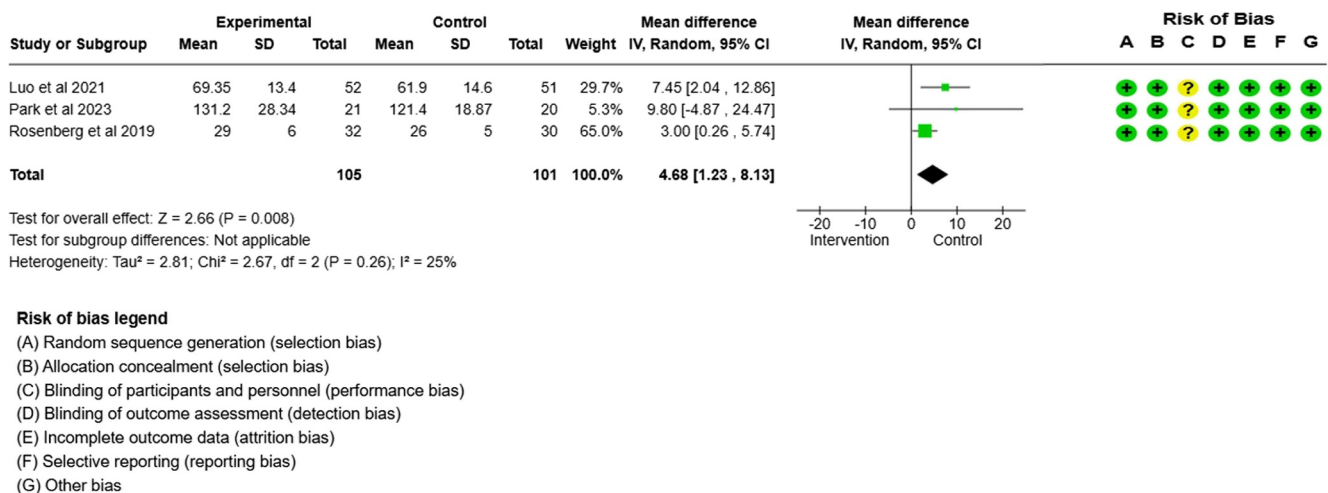 Experimental Control Mean difference Mean difference Risk of Bias
Study or Subgroup Mean SD Total Mean SD Total Weight IV, Random, 95% CI IV, Random, 95% CI A B C D E F G
Luo et al 2021 69.35 13.4 52 61.9 14.6 51 29.7% 7.45 [2.04 , 12.86] + + ? + + + +
Park et al 2023 131.2 28.34 21 121.4 18.87 20 5.3% 9.80 [-4.87 , 24.47] + + ? + + + +
Rosenberg et al 2019 29 6 32 26 5 30 65.0% 3.00 [0.26 , 5.74] + + ? + + + +
Total 105 101 100.0% 4.68 [1.23 , 8.13]
Test for overall effect: Z = 2.66 (P = 0.008)
-20 -10 0 10 20
Test for subgroup differences: Not applicable
Intervention Control
Heterogeneity: Tau² = 2.81; Chi² = 2.67, df = 2 (P = 0.26); I² = 25%
Risk of bias legend
(A) Random sequence generation (selection bias)
(B) Allocation concealment (selection bias)
(C) Blinding of participants and personnel (performance bias)
(D) Blinding of outcome assessment (detection bias)
(E) Incomplete outcome data (attrition bias)
(F) Selective reporting (reporting bias)
(G) Other bias